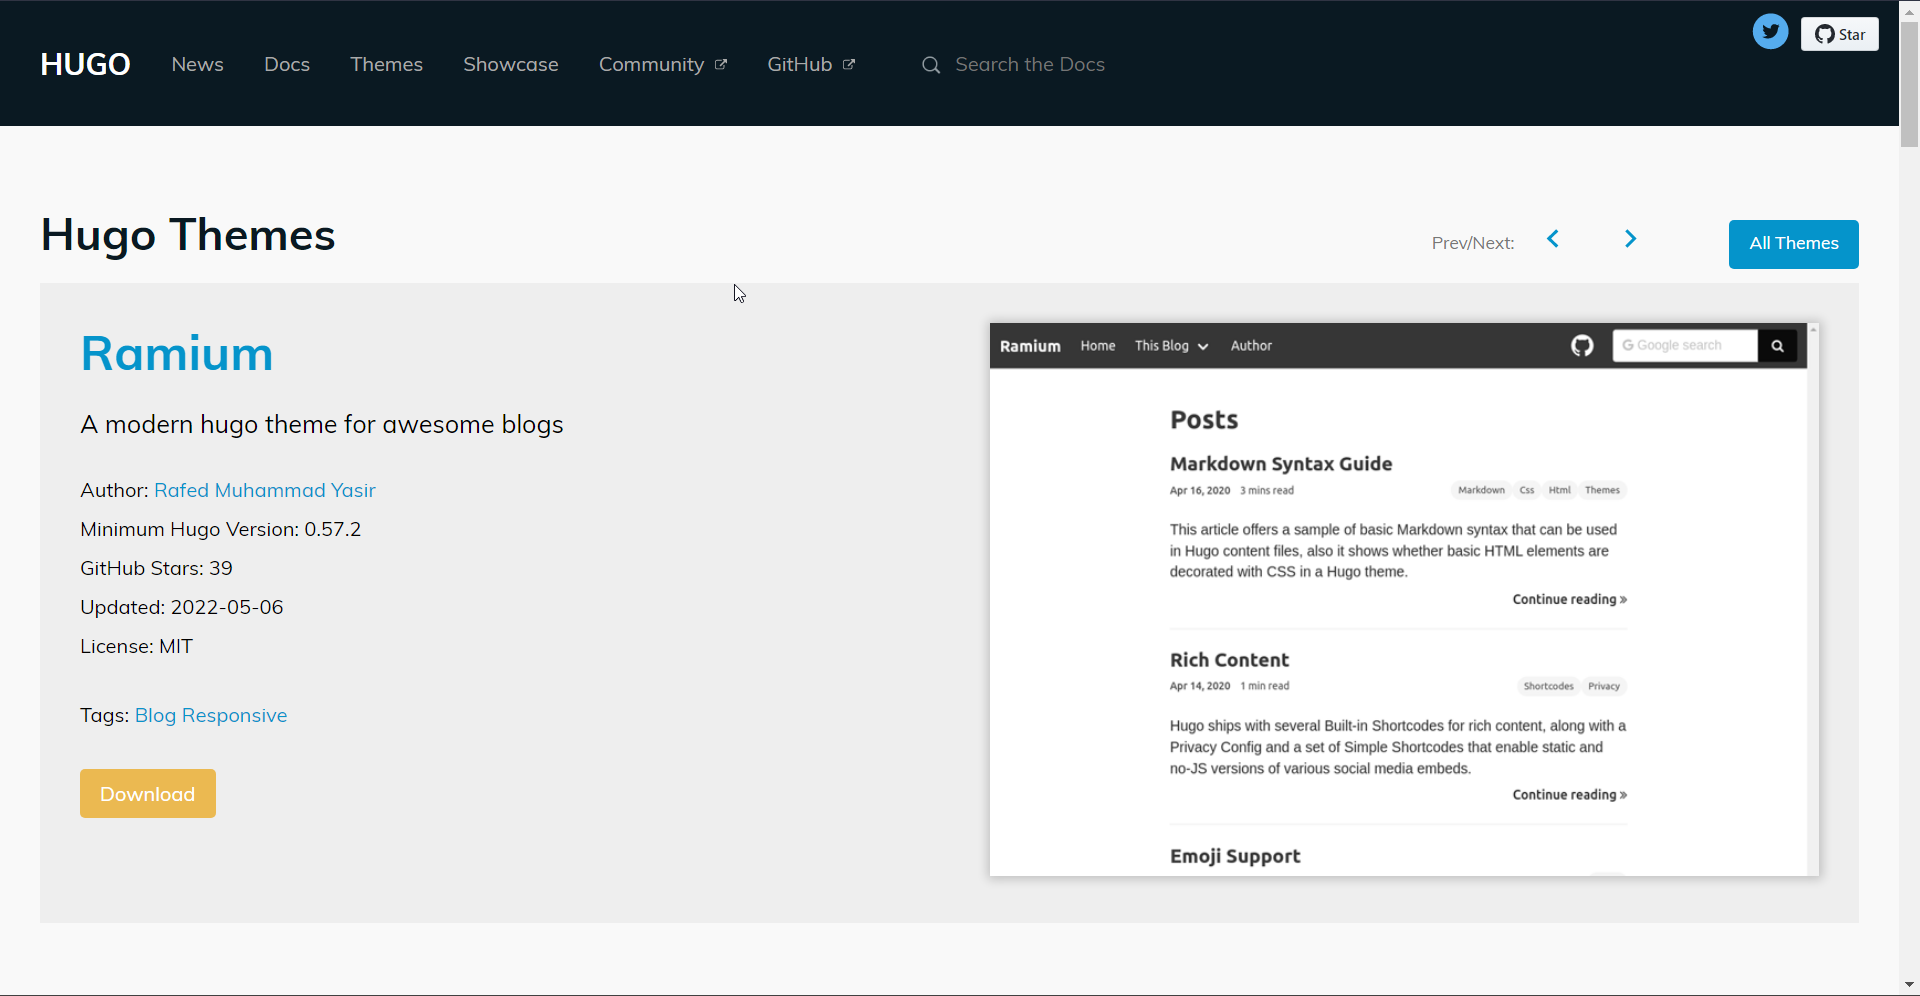 HUGO News Docs Themes Showcase Community GitHub Search the Docs
Star
Hugo Themes
Prev/Next:
All Themes
Ramium
A modern hugo theme for awesome blogs
Author: Rafed Muhammad Yasir
Minimum Hugo Version: 0.57.2
GitHub Stars: 39
Updated: 2022-05-06
License: MIT
Tags: Blog Responsive
Download
Ramium Home This Blog Author Google search
Posts
Markdown Syntax Guide
Apr 16, 2020 3 mins read Markdown Css Html Themes
This article offers a sample of basic Markdown syntax that can be used
in Hugo content files, also it shows whether basic HTML elements are
decorated with CSS in a Hugo theme.
Continue reading »
Rich Content
Apr 14, 2020 1 min read Shortcodes Privacy
Hugo ships with several Built-in Shortcodes for rich content, along with a
Privacy Config and a set of Simple Shortcodes that enable static and
no-JS versions of various social media embeds.
Continue reading »
Emoji Support